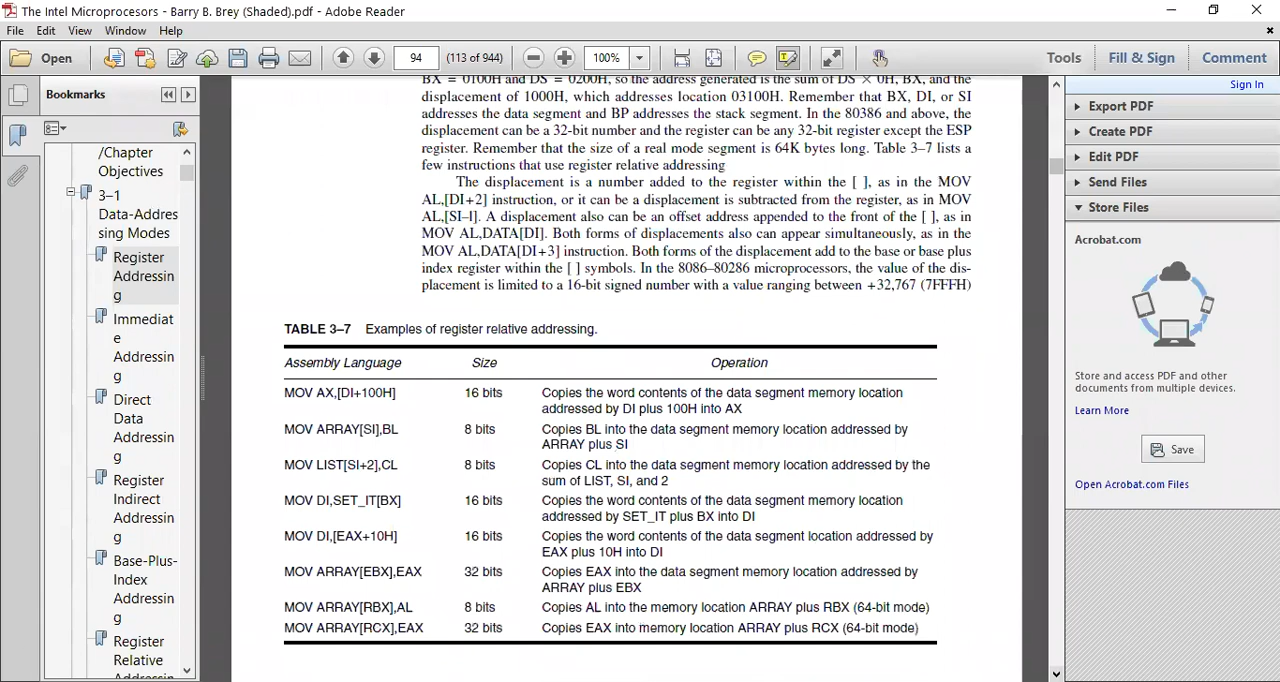 The Intel Microprocesors - Barry B. Brey (Shaded).pdf - Adobe Reader
File Edit View Window Help
Open 94 (113 of 944) 100% Tools Fill & Sign Comment
Bookmarks
/Chapter
Objectives
3–1
Data-Addres
sing Modes
Register
Addressin
g
Immediat
e
Addressin
g
Direct
Data
Addressin
g
Register
Indirect
Addressin
g
Base-Plus-
Index
Addressin
g
Register
Relative
Addressin
BX = 0100H and DS = 0200H, so the address generated is the sum of DS × 0H, BX, and the
displacement of 1000H, which addresses location 03100H. Remember that BX, DI, or SI
addresses the data segment and BP addresses the stack segment. In the 80386 and above, the
displacement can be a 32-bit number and the register can be any 32-bit register except the ESP
register. Remember that the size of a real mode segment is 64K bytes long. Table 3–7 lists a
few instructions that use register relative addressing
The displacement is a number added to the register within the [ ], as in the MOV
AL,[DI+2] instruction, or it can be a displacement is subtracted from the register, as in MOV
AL,[SI–l]. A displacement also can be an offset address appended to the front of the [ ], as in
MOV AL,DATA[DI]. Both forms of displacements also can appear simultaneously, as in the
MOV AL,DATA[DI+3] instruction. Both forms of the displacement add to the base or base plus
index register within the [ ] symbols. In the 8086–80286 microprocessors, the value of the dis-
placement is limited to a 16-bit signed number with a value ranging between +32,767 (7FFFH)
TABLE 3–7 Examples of register relative addressing.
Assembly Language Size Operation
MOV AX,[DI+100H] 16 bits Copies the word contents of the data segment memory location
addressed by DI plus 100H into AX
MOV ARRAY[SI],BL 8 bits Copies BL into the data segment memory location addressed by
ARRAY plus SI
MOV LIST[SI+2],CL 8 bits Copies CL into the data segment memory location addressed by the
sum of LIST, SI, and 2
MOV DI,SET_IT[BX] 16 bits Copies the word contents of the data segment memory location
addressed by SET_IT plus BX into DI
MOV DI,[EAX+10H] 16 bits Copies the word contents of the data segment location addressed by
EAX plus 10H into DI
MOV ARRAY[EBX],EAX 32 bits Copies EAX into the data segment memory location addressed by
ARRAY plus EBX
MOV ARRAY[RBX],AL 8 bits Copies AL into the memory location ARRAY plus RBX (64-bit mode)
MOV ARRAY[RCX],EAX 32 bits Copies EAX into memory location ARRAY plus RCX (64-bit mode)
Sign In
Export PDF
Create PDF
Edit PDF
Send Files
Store Files
Acrobat.com
Store and access PDF and other
documents from multiple devices.
Learn More
Save
Open Acrobat.com Files